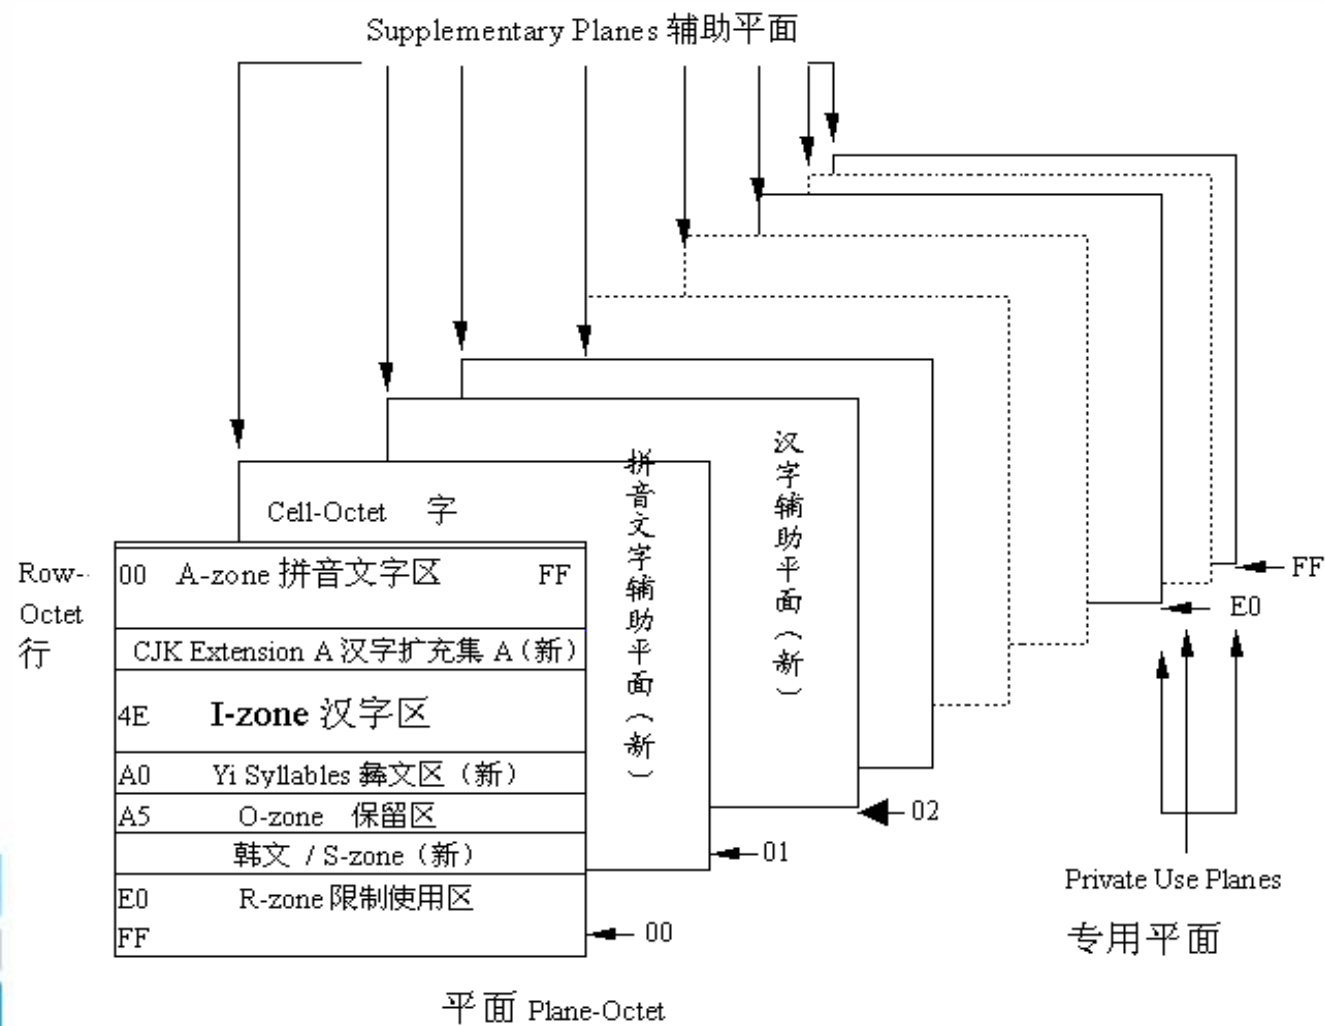 Supplementary Planes 辅助平面
Cell-Octet 字
拼音文字辅助平面（新）
汉字辅助平面（新）
Row-
Octet
行
00 A-zone 拼音文字区 FF
CJK Extension A 汉字扩充集 A（新）
4E I-zone 汉字区
A0 Yi Syllables 彝文区（新）
A5 O-zone 保留区
韩文 / S-zone（新）
E0 R-zone 限制使用区
FF
00
01
02
FF
E0
Private Use Planes
专用平面
平面 Plane-Octet